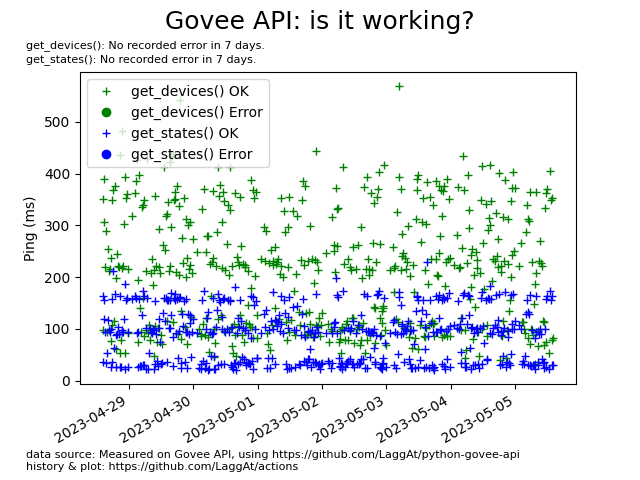 Govee API: is it working?
get_devices(): No recorded error in 7 days.
get_states(): No recorded error in 7 days.
get_devices() OK
get_devices() Error
get_states() OK
get_states() Error
Ping (ms)
500
400
300
200
100
0
2023-04-29
2023-04-30
2023-05-01
2023-05-02
2023-05-03
2023-05-04
2023-05-05
data source: Measured on Govee API, using https://github.com/LaggAt/python-govee-api
history & plot: https://github.com/LaggAt/actions